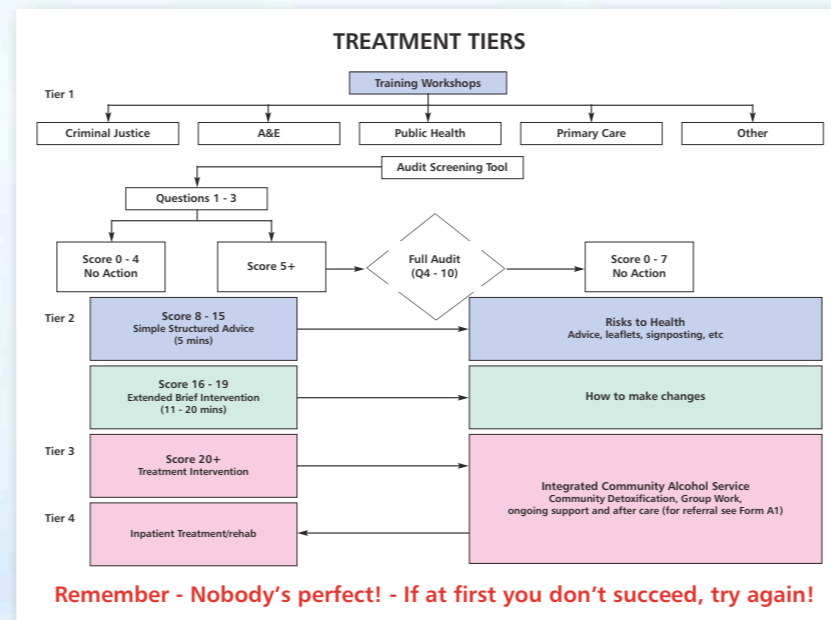 TREATMENT TIERS
Tier 1
Training Workshops
Criminal Justice
A&E
Public Health
Primary Care
Other
Audit Screening Tool
Questions 1 - 3
Score 0 - 4
No Action
Score 5+
Full Audit
(Q4 - 10)
Score 0 - 7
No Action
Tier 2
Score 8 - 15
Simple Structured Advice
(5 mins)
Risks to Health
Advice, leaflets, signposting, etc
Score 16 - 19
Extended Brief Intervention
(11 - 20 mins)
How to make changes
Tier 3
Score 20+
Treatment Intervention
Integrated Community Alcohol Service
Community Detoxification, Group Work,
ongoing support and after care (for referral see Form A1)
Tier 4
Inpatient Treatment/rehab
Remember - Nobody's perfect! - If at first you don't succeed, try again!